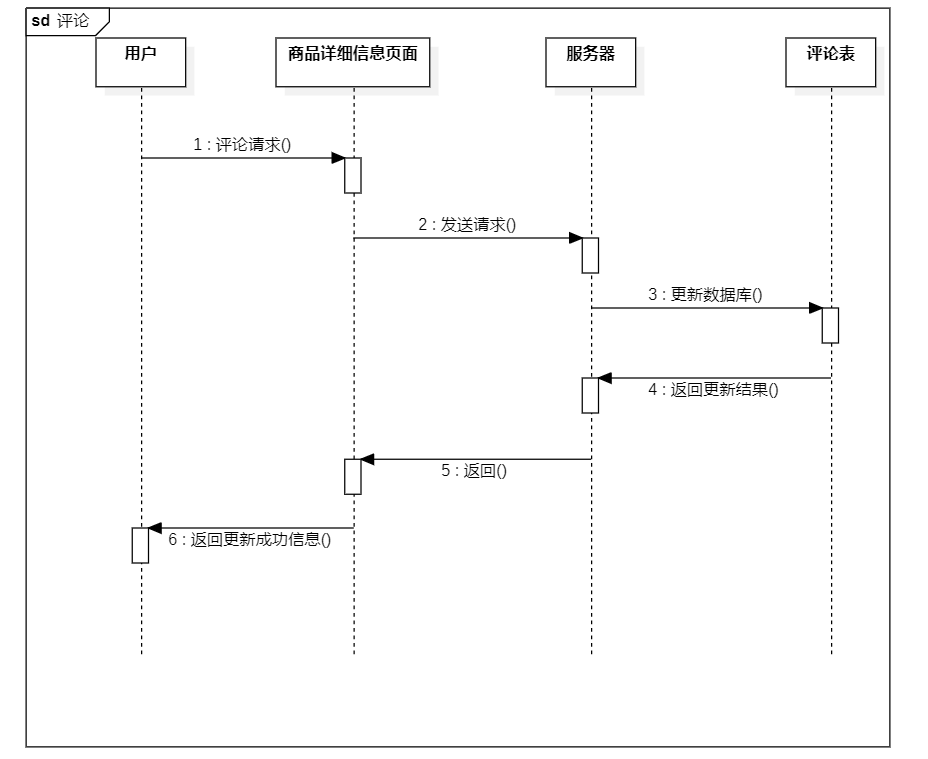 sd 评论
用户
商品详细信息页面
服务器
评论表
1 : 评论请求()
2 : 发送请求()
3 : 更新数据库()
4 : 返回更新结果()
5 : 返回()
6 : 返回更新成功信息()